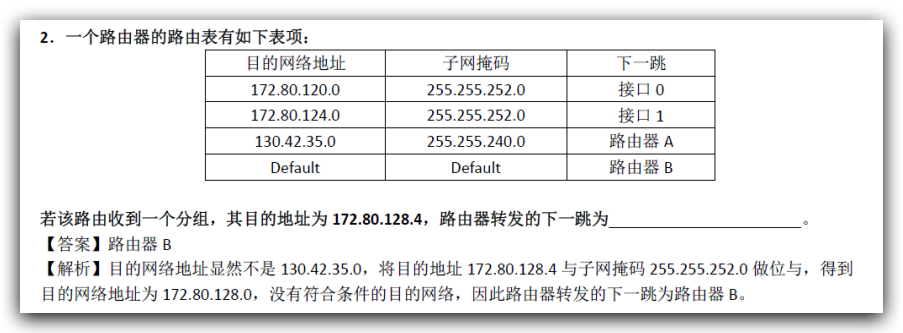 2．一个路由器的路由表有如下表项：
目的网络地址 子网掩码 下一跳
172.80.120.0 255.255.252.0 接口 0
172.80.124.0 255.255.252.0 接口 1
130.42.35.0 255.255.240.0 路由器 A
Default Default 路由器 B
若该路由收到一个分组，其目的地址为 172.80.128.4，路由器转发的下一跳为____________________。
【答案】路由器 B
【解析】目的网络地址显然不是 130.42.35.0，将目的地址 172.80.128.4 与子网掩码 255.255.252.0 做位与，得到
目的网络地址为 172.80.128.0，没有符合条件的目的网络，因此路由器转发的下一跳为路由器 B。